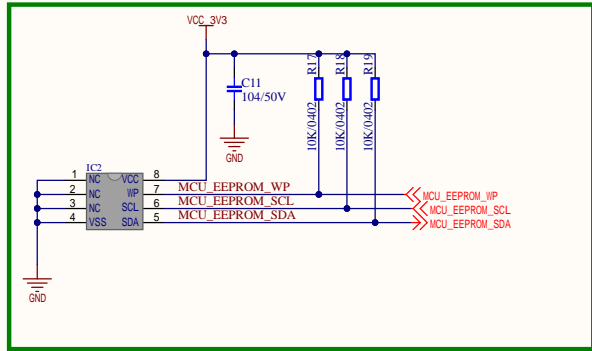 VCC_3V3
R17
R18
R19
C11
104/50V
10K/0402
10K/0402
10K/0402
GND
IC2
1 NC VCC 8
2 NC WP 7 MCU_EEPROM_WP
3 NC SCL 6 MCU_EEPROM_SCL
4 VSS SDA 5 MCU_EEPROM_SDA
MCU_EEPROM_WP
MCU_EEPROM_SCL
MCU_EEPROM_SDA
GND